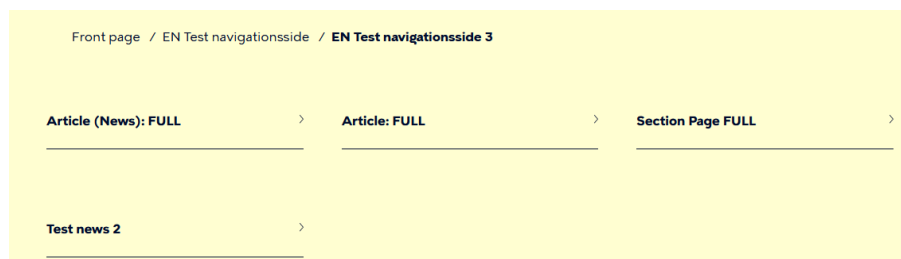 Front page / EN Test navigationsside / EN Test navigationsside 3
Article (News): FULL
Article: FULL
Section Page FULL
Test news 2